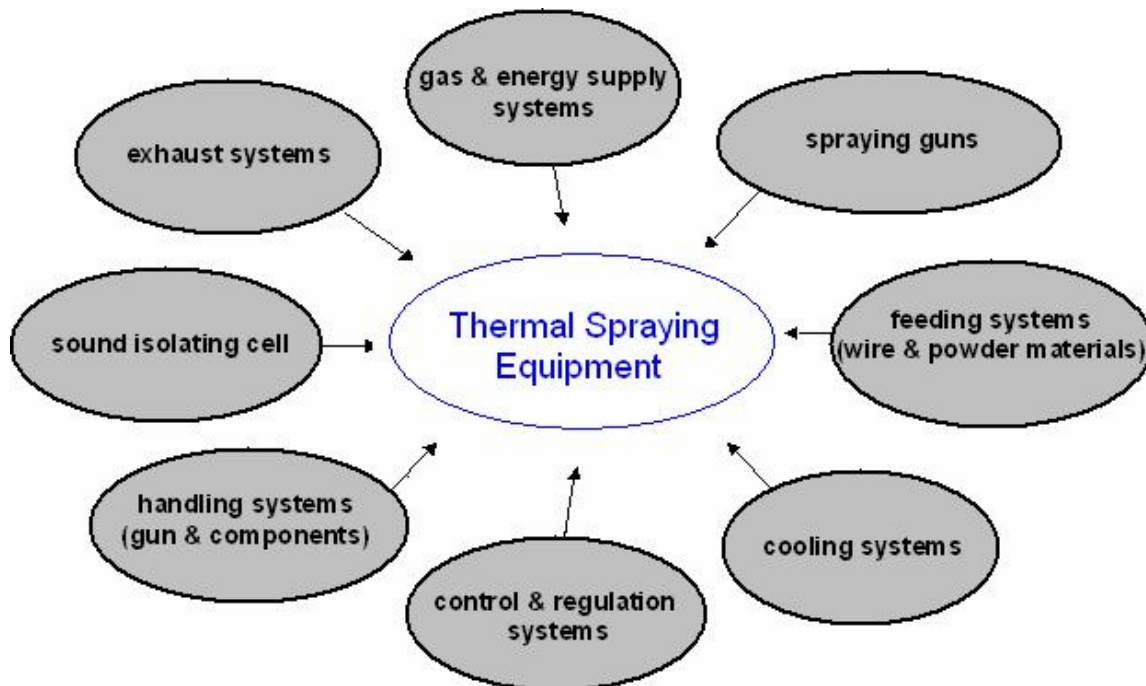 gas & energy supply
systems
exhaust systems
spraying guns
Thermal Spraying
Equipment
sound isolating cell
feeding systems
(wire & powder materials)
handling systems
(gun & components)
cooling systems
control & regulation
systems